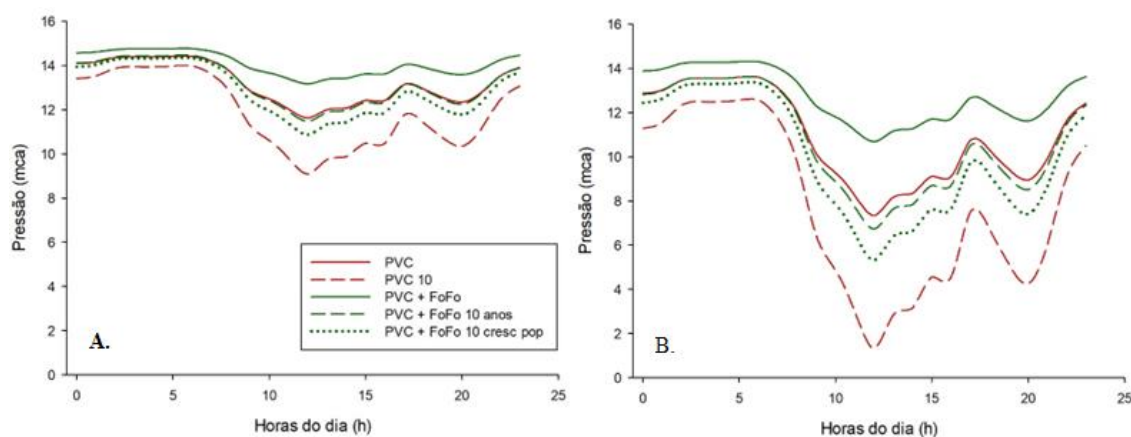 16
14
12
10
8
6
4
2
0
Pressão (mca)
PVC
PVC 10
PVC + FoFo
PVC + FoFo 10 anos
PVC + FoFo 10 cresc pop
A.
0 5 10 15 20 25
Horas do dia (h)
16
14
12
10
8
6
4
2
0
Pressão (mca)
B.
0 5 10 15 20 25
Horas do dia (h)